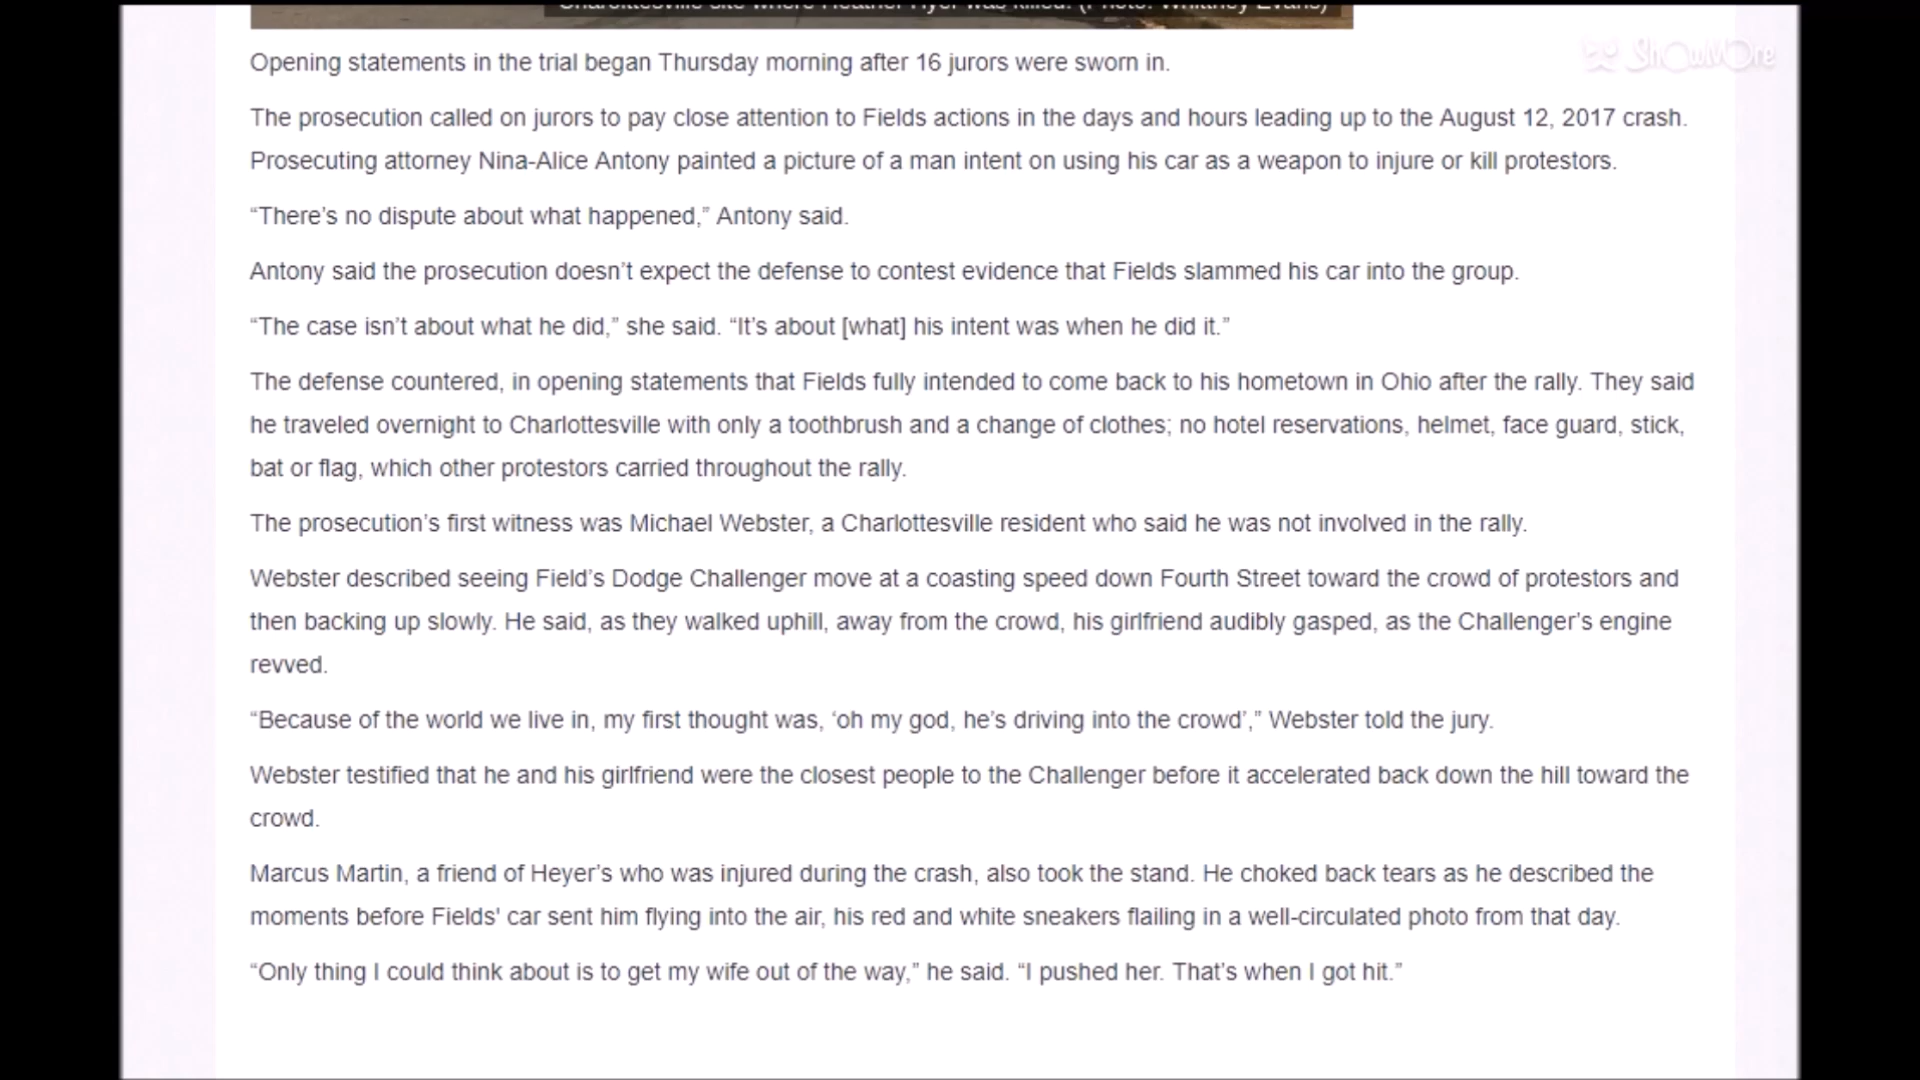 Charlottesville site where Heather Hyer was killed. (Photo: Whittney Evans)
ShowMore
Opening statements in the trial began Thursday morning after 16 jurors were sworn in.
The prosecution called on jurors to pay close attention to Fields actions in the days and hours leading up to the August 12, 2017 crash.
Prosecuting attorney Nina-Alice Antony painted a picture of a man intent on using his car as a weapon to injure or kill protestors.
“There’s no dispute about what happened,” Antony said.
Antony said the prosecution doesn’t expect the defense to contest evidence that Fields slammed his car into the group.
“The case isn’t about what he did,” she said. “It’s about [what] his intent was when he did it.”
The defense countered, in opening statements that Fields fully intended to come back to his hometown in Ohio after the rally. They said
he traveled overnight to Charlottesville with only a toothbrush and a change of clothes; no hotel reservations, helmet, face guard, stick,
bat or flag, which other protestors carried throughout the rally.
The prosecution’s first witness was Michael Webster, a Charlottesville resident who said he was not involved in the rally.
Webster described seeing Field’s Dodge Challenger move at a coasting speed down Fourth Street toward the crowd of protestors and
then backing up slowly. He said, as they walked uphill, away from the crowd, his girlfriend audibly gasped, as the Challenger’s engine
revved.
“Because of the world we live in, my first thought was, ‘oh my god, he’s driving into the crowd’,” Webster told the jury.
Webster testified that he and his girlfriend were the closest people to the Challenger before it accelerated back down the hill toward the
crowd.
Marcus Martin, a friend of Heyer’s who was injured during the crash, also took the stand. He choked back tears as he described the
moments before Fields' car sent him flying into the air, his red and white sneakers flailing in a well-circulated photo from that day.
“Only thing I could think about is to get my wife out of the way,” he said. “I pushed her. That’s when I got hit.”